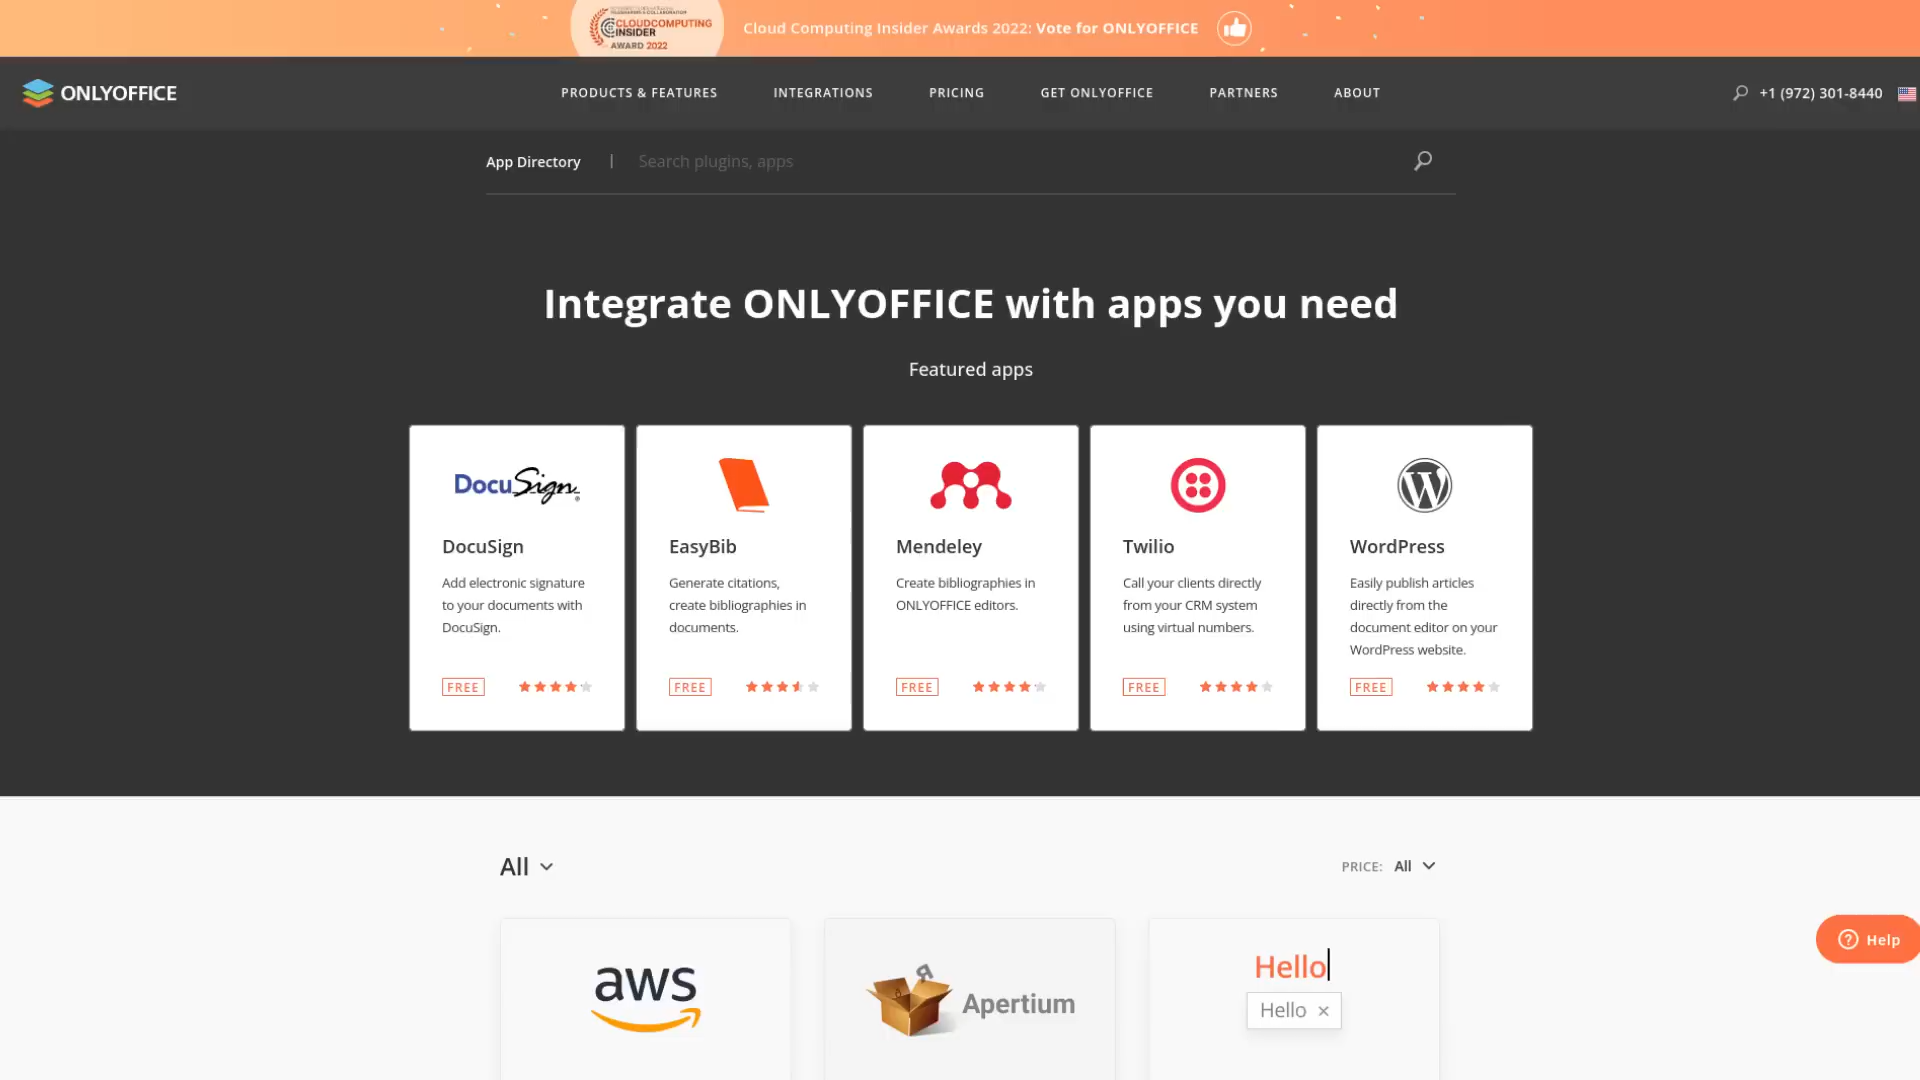 CLOUDCOMPUTING
INSIDER
AWARD 2022
Cloud Computing Insider Awards 2022: Vote for ONLYOFFICE
ONLYOFFICE
PRODUCTS & FEATURES
INTEGRATIONS
PRICING
GET ONLYOFFICE
PARTNERS
ABOUT
+1 (972) 301-8440
App Directory
Search plugins, apps
Integrate ONLYOFFICE with apps you need
Featured apps
DocuSign
DocuSign
Add electronic signature
to your documents with
DocuSign.
FREE
EasyBib
Generate citations,
create bibliographies in
documents.
FREE
Mendeley
Create bibliographies in
ONLYOFFICE editors.
FREE
Twilio
Call your clients directly
from your CRM system
using virtual numbers.
FREE
WordPress
Easily publish articles
directly from the
document editor on your
WordPress website.
FREE
All
PRICE: All
aws
Apertium
Hello
Hello ×
Help